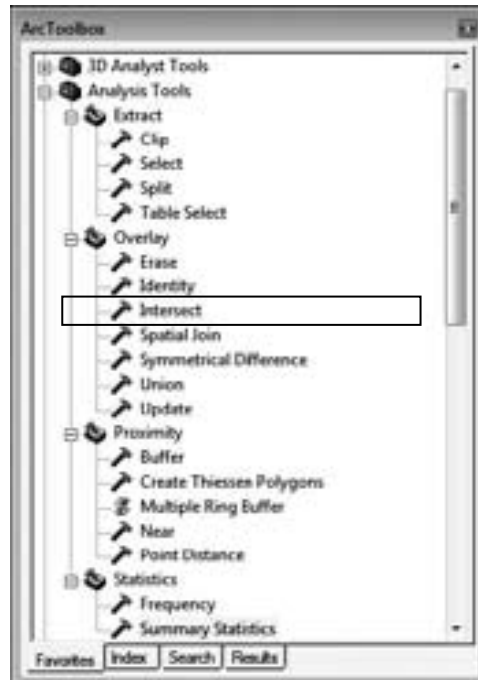 ArcToolbox
3D Analyst Tools
Analysis Tools
Extract
Clip
Select
Split
Table Select
Overlay
Erase
Identity
Intersect
Spatial Join
Symmetrical Difference
Union
Update
Proximity
Buffer
Create Thiessen Polygons
Multiple Ring Buffer
Near
Point Distance
Statistics
Frequency
Summary Statistics
Favorites Index Search Results